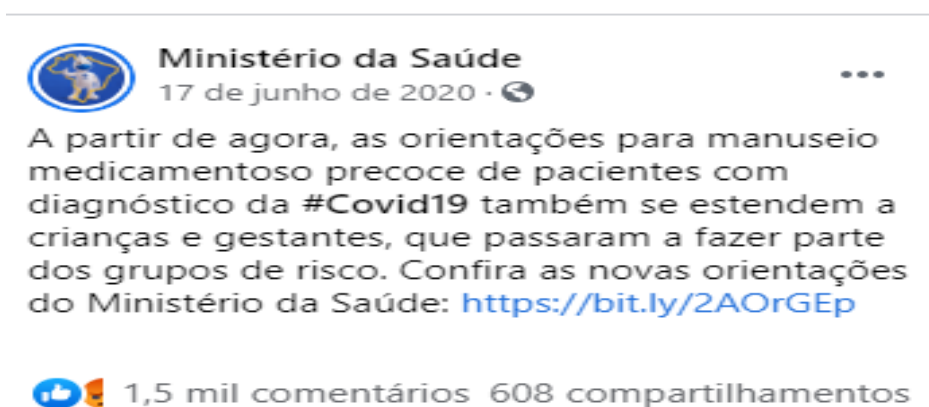 Ministério da Saúde
17 de junho de 2020 ·
A partir de agora, as orientações para manuseio
medicamentoso precoce de pacientes com
diagnóstico da #Covid19 também se estendem a
crianças e gestantes, que passaram a fazer parte
dos grupos de risco. Confira as novas orientações
do Ministério da Saúde: https://bit.ly/2AOrGEp
1,5 mil comentários 608 compartilhamentos